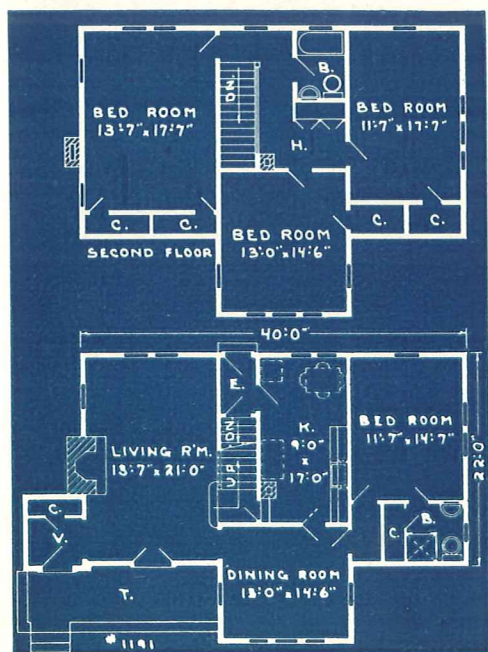 BED ROOM
13'-7" x 17'-7"
DN.
B.
BED ROOM
11'-7" x 17'-7"
H.
C.
C.
BED ROOM
13'-0" x 14'-6"
C.
C.
SECOND FLOOR
40'-0"
E.
LIVING R'M.
13'-7" x 21'-0"
UP
DN.
K.
9'-0"
x
17'-0"
BED ROOM
11'-7" x 14'-7"
22'-0"
C.
V.
C.
B.
T.
DINING ROOM
13'-0" x 14'-6"
#1191